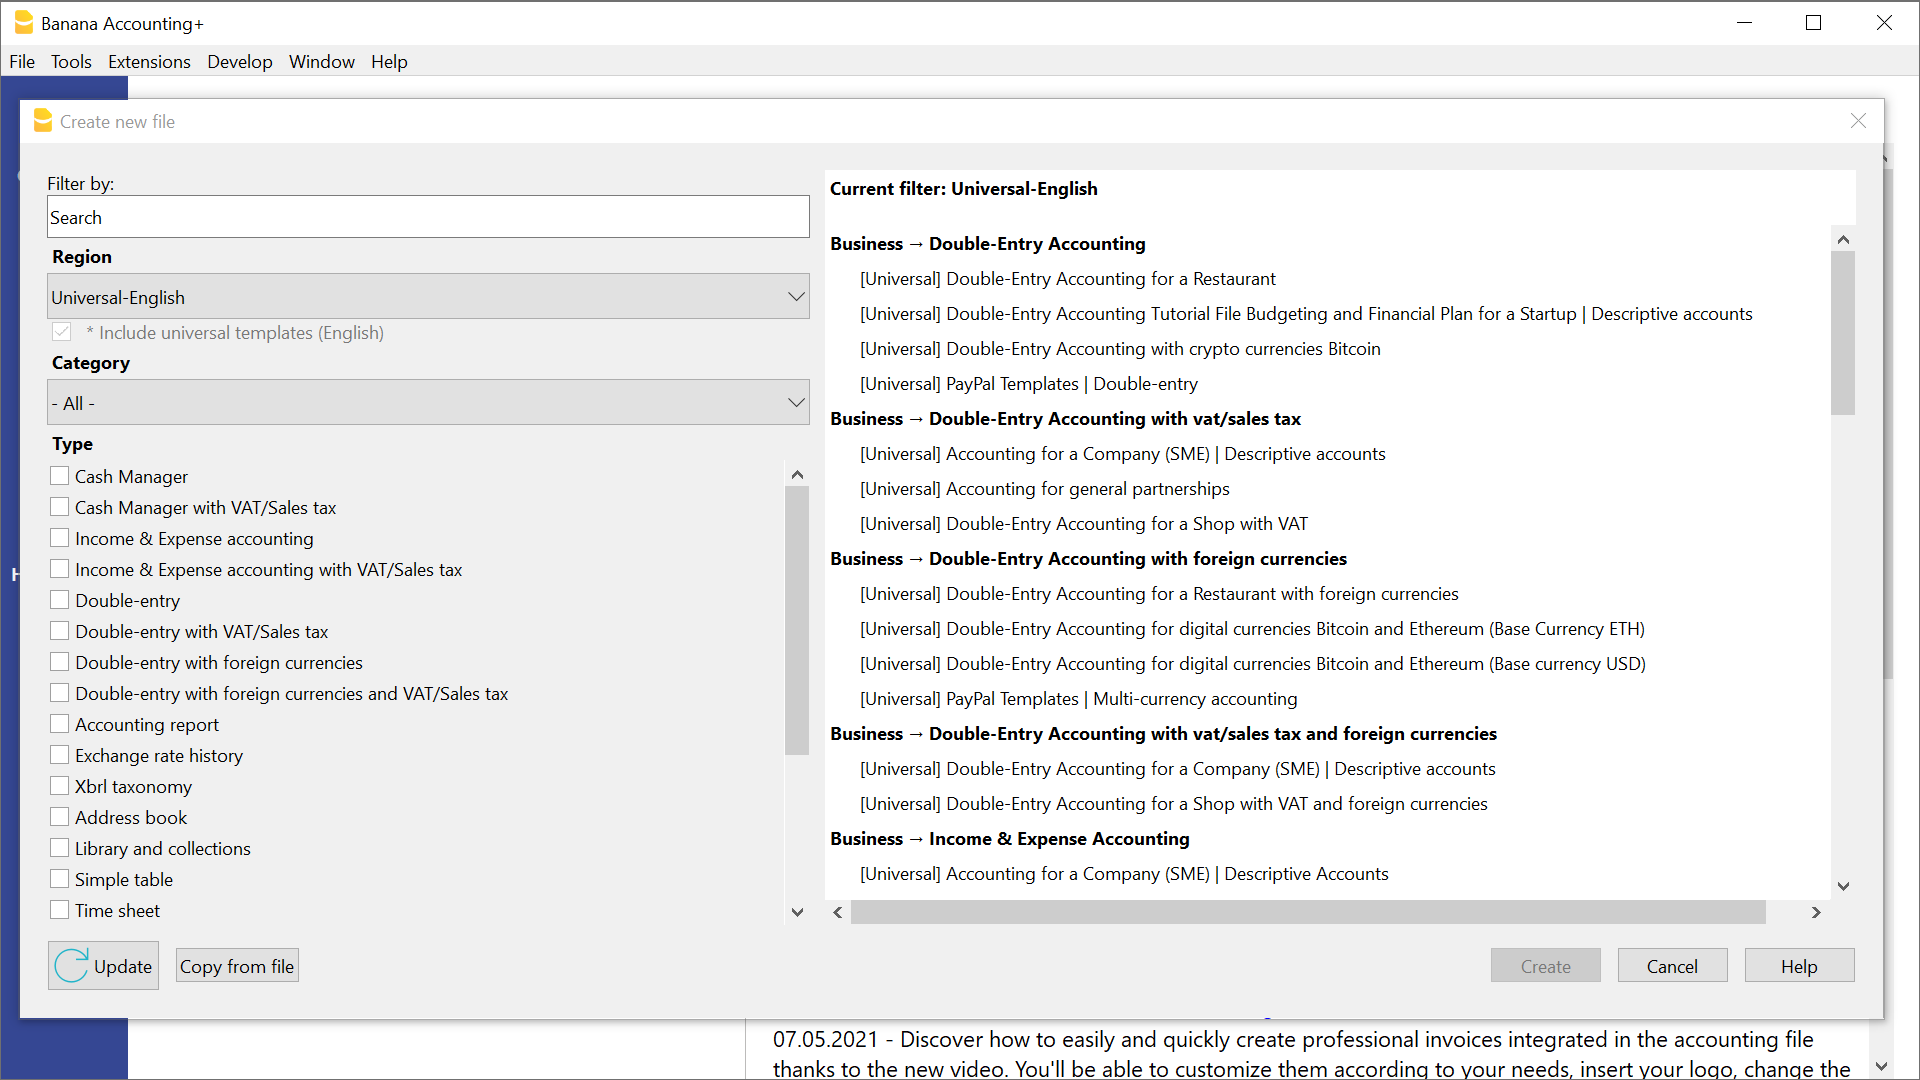 Banana Accounting+
File Tools Extensions Develop Window Help
Create new file
Filter by:
Search
Region
Universal-English
* Include universal templates (English)
Category
- All -
Type
Cash Manager
Cash Manager with VAT/Sales tax
Income & Expense accounting
Income & Expense accounting with VAT/Sales tax
Double-entry
Double-entry with VAT/Sales tax
Double-entry with foreign currencies
Double-entry with foreign currencies and VAT/Sales tax
Accounting report
Exchange rate history
Xbrl taxonomy
Address book
Library and collections
Simple table
Time sheet
Update
Copy from file
Current filter: Universal-English
Business → Double-Entry Accounting
[Universal] Double-Entry Accounting for a Restaurant
[Universal] Double-Entry Accounting Tutorial File Budgeting and Financial Plan for a Startup | Descriptive accounts
[Universal] Double-Entry Accounting with crypto currencies Bitcoin
[Universal] PayPal Templates | Double-entry
Business → Double-Entry Accounting with vat/sales tax
[Universal] Accounting for a Company (SME) | Descriptive accounts
[Universal] Accounting for general partnerships
[Universal] Double-Entry Accounting for a Shop with VAT
Business → Double-Entry Accounting with foreign currencies
[Universal] Double-Entry Accounting for a Restaurant with foreign currencies
[Universal] Double-Entry Accounting for digital currencies Bitcoin and Ethereum (Base Currency ETH)
[Universal] Double-Entry Accounting for digital currencies Bitcoin and Ethereum (Base currency USD)
[Universal] PayPal Templates | Multi-currency accounting
Business → Double-Entry Accounting with vat/sales tax and foreign currencies
[Universal] Double-Entry Accounting for a Company (SME) | Descriptive accounts
[Universal] Double-Entry Accounting for a Shop with VAT and foreign currencies
Business → Income & Expense Accounting
[Universal] Accounting for a Company (SME) | Descriptive Accounts
Create
Cancel
Help
07.05.2021 - Discover how to easily and quickly create professional invoices integrated in the accounting file
thanks to the new video. You'll be able to customize them according to your needs, insert your logo, change the